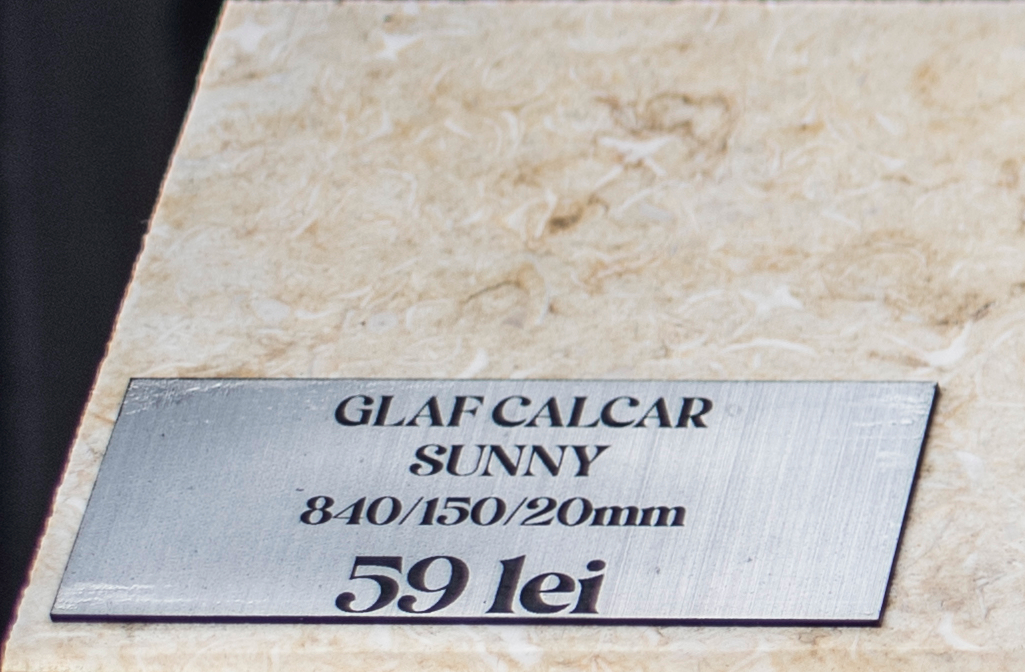 GLAF CALCAR
SUNNY
840/150/20mm
59 lei